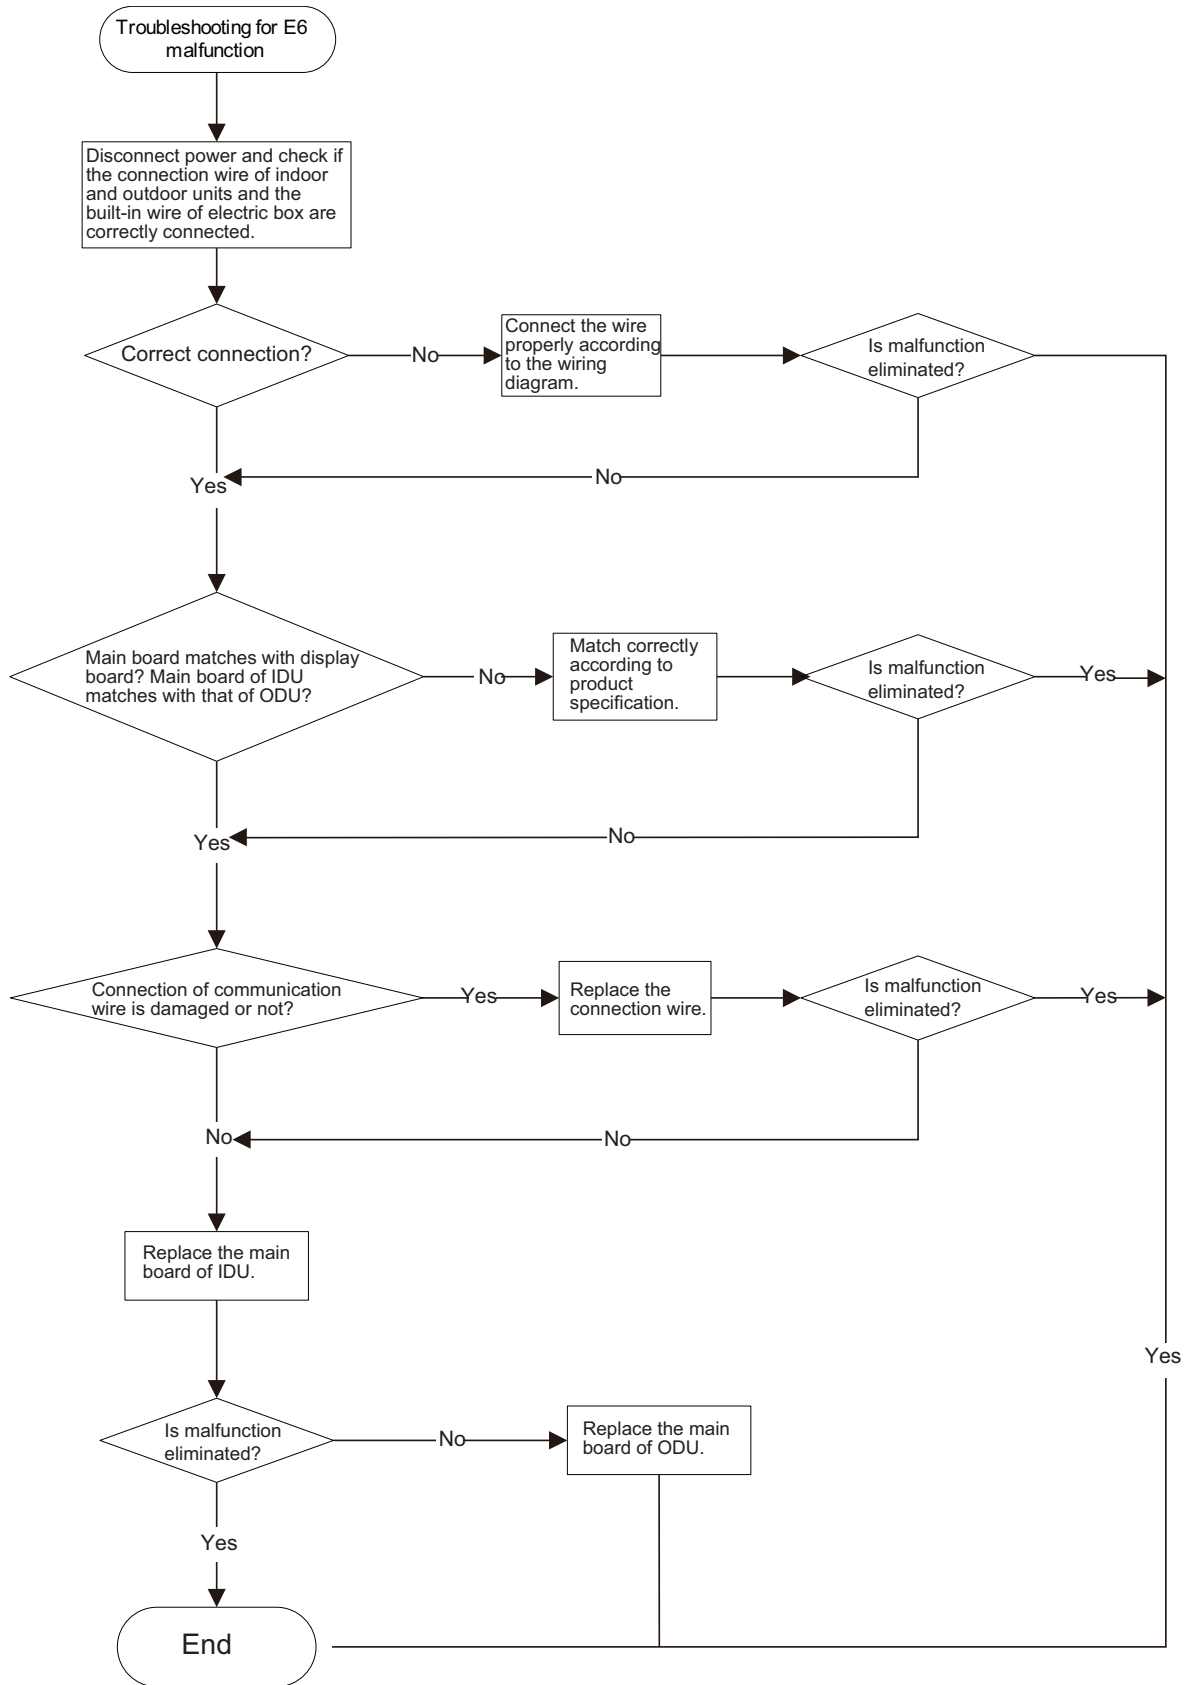 Troubleshooting for E6
malfunction
Disconnect power and check if
the connection wire of indoor
and outdoor units and the
built-in wire of electric box are
correctly connected.
Correct connection?
No
Connect the wire
properly according
to the wiring
diagram.
Is malfunction
eliminated?
No
Yes
Main board matches with display
board? Main board of IDU
matches with that of ODU?
No
Match correctly
according to
product
specification.
Is malfunction
eliminated?
Yes
No
Yes
Connection of communication
wire is damaged or not?
Yes
Replace the
connection wire.
Is malfunction
eliminated?
Yes
No
No
Replace the main
board of IDU.
Yes
Is malfunction
eliminated?
No
Replace the main
board of ODU.
Yes
End